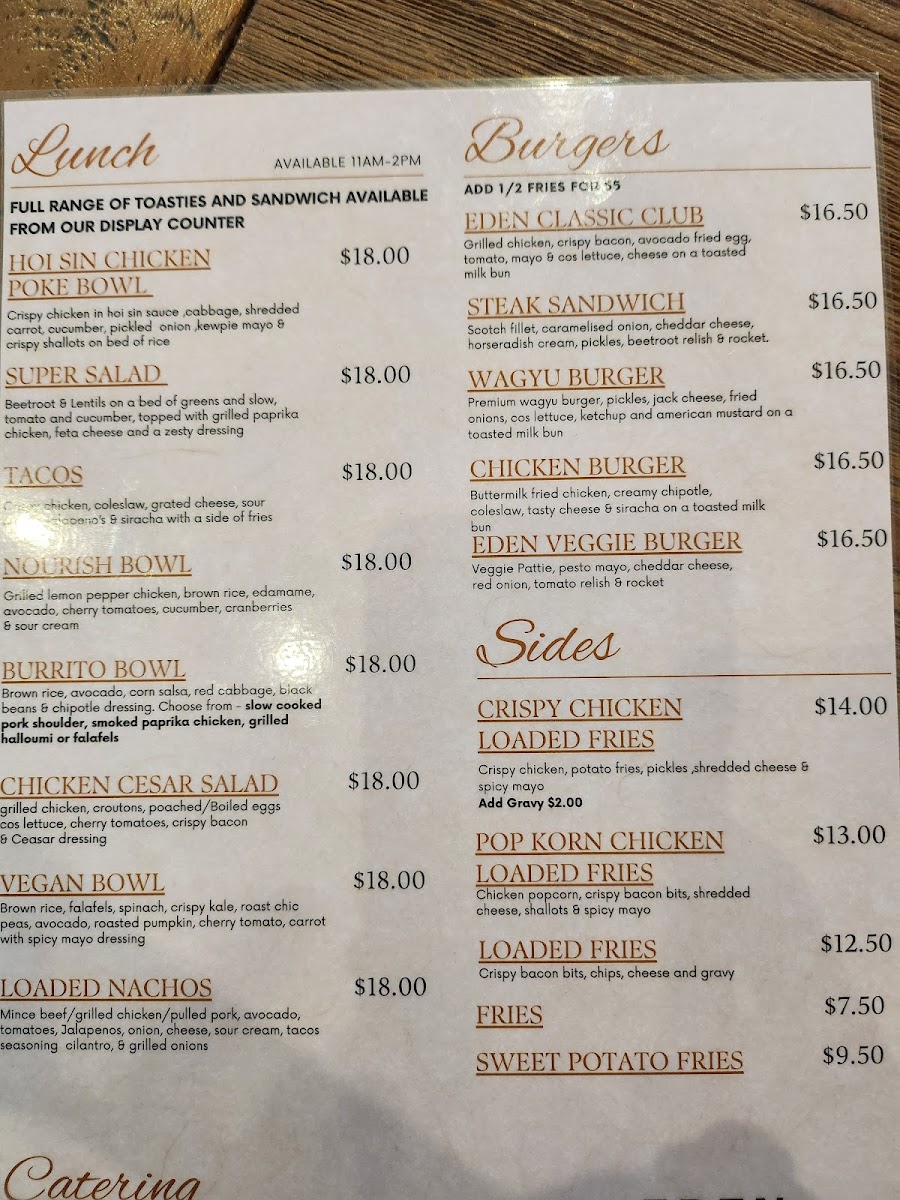 Lunch
AVAILABLE 11AM-2PM
FULL RANGE OF TOASTIES AND SANDWICH AVAILABLE
FROM OUR DISPLAY COUNTER
HOI SIN CHICKEN $18.00
POKE BOWL
Crispy chicken in hoi sin sauce ,cabbage, shredded
carrot, cucumber, pickled onion ,kewpie mayo &
crispy shallots on bed of rice
SUPER SALAD $18.00
Beetroot & Lentils on a bed of greens and slow,
tomato and cucumber, topped with grilled paprika
chicken, feta cheese and a zesty dressing
TACOS $18.00
chicken, coleslaw, grated cheese, sour
& siracha with a side of fries
NOURISH BOWL $18.00
Grilled lemon pepper chicken, brown rice, edamame,
avocado, cherry tomatoes, cucumber, cranberries
& sour cream
BURRITO BOWL $18.00
Brown rice, avocado, corn salsa, red cabbage, black
beans & chipotle dressing. Choose from - slow cooked
pork shoulder, smoked paprika chicken, grilled
halloumi or falafels
CHICKEN CESAR SALAD $18.00
grilled chicken, croutons, poached/Boiled eggs
cos lettuce, cherry tomatoes, crispy bacon
& Ceasar dressing
VEGAN BOWL $18.00
Brown rice, falafels, spinach, crispy kale, roast chic
peas, avocado, roasted pumpkin, cherry tomato, carrot
with spicy mayo dressing
LOADED NACHOS $18.00
Mince beef/grilled chicken/pulled pork, avocado,
tomatoes, Jalapenos, onion, cheese, sour cream, tacos
seasoning cilantro, & grilled onions
Catering
Burgers
ADD 1/2 FRIES FOR $5
EDEN CLASSIC CLUB $16.50
Grilled chicken, crispy bacon, avocado fried egg,
tomato, mayo & cos lettuce, cheese on a toasted
milk bun
STEAK SANDWICH $16.50
Scotch fillet, caramelised onion, cheddar cheese,
horseradish cream, pickles, beetroot relish & rocket.
WAGYU BURGER $16.50
Premium wagyu burger, pickles, jack cheese, fried
onions, cos lettuce, ketchup and american mustard on a
toasted milk bun
CHICKEN BURGER $16.50
Buttermilk fried chicken, creamy chipotle,
coleslaw, tasty cheese & siracha on a toasted milk
bun
EDEN VEGGIE BURGER $16.50
Veggie Pattie, pesto mayo, cheddar cheese,
red onion, tomato relish & rocket
Sides
CRISPY CHICKEN $14.00
LOADED FRIES
Crispy chicken, potato fries, pickles ,shredded cheese &
spicy mayo
Add Gravy $2.00
POP KORN CHICKEN $13.00
LOADED FRIES
Chicken popcorn, crispy bacon bits, shredded
cheese, shallots & spicy mayo
LOADED FRIES $12.50
Crispy bacon bits, chips, cheese and gravy
FRIES $7.50
SWEET POTATO FRIES $9.50